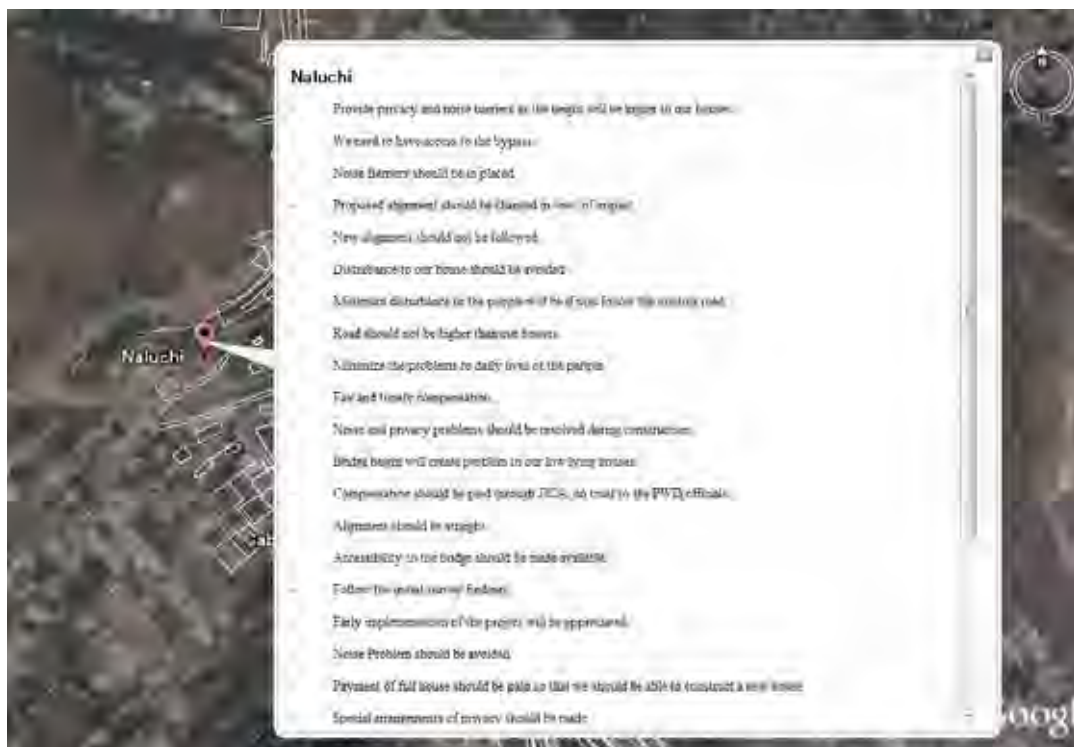 Naluchi
Provide privacy and noise barriers as the height will be higher to our houses.
We need to have access to the bypass.
Noise Barriers should be in placed
Proposed alignment should be changed in view of impact
New alignment should not be followed.
Disturbance to our house should be avoided
Minimum disturbance to the people will be if you follow the existing road
Road should not be higher than our houses.
Minimize the problems to daily lives of the people
Fair and timely compensation.
Noise and privacy problems should be resolved during construction.
Bridge height will create problem in our low lying houses
Compensation should be paid through JICA, no trust to the PWD officials.
Alignment should be straight.
Accessibility to the bridge should be made available.
Follow the initial survey findings
Early implementation of the project will be appreciated.
Noise Problem should be avoided
Payment of full house should be paid so that we should be able to construct a new house
Special arrangements of privacy should be made
Naluchi
N
Googl